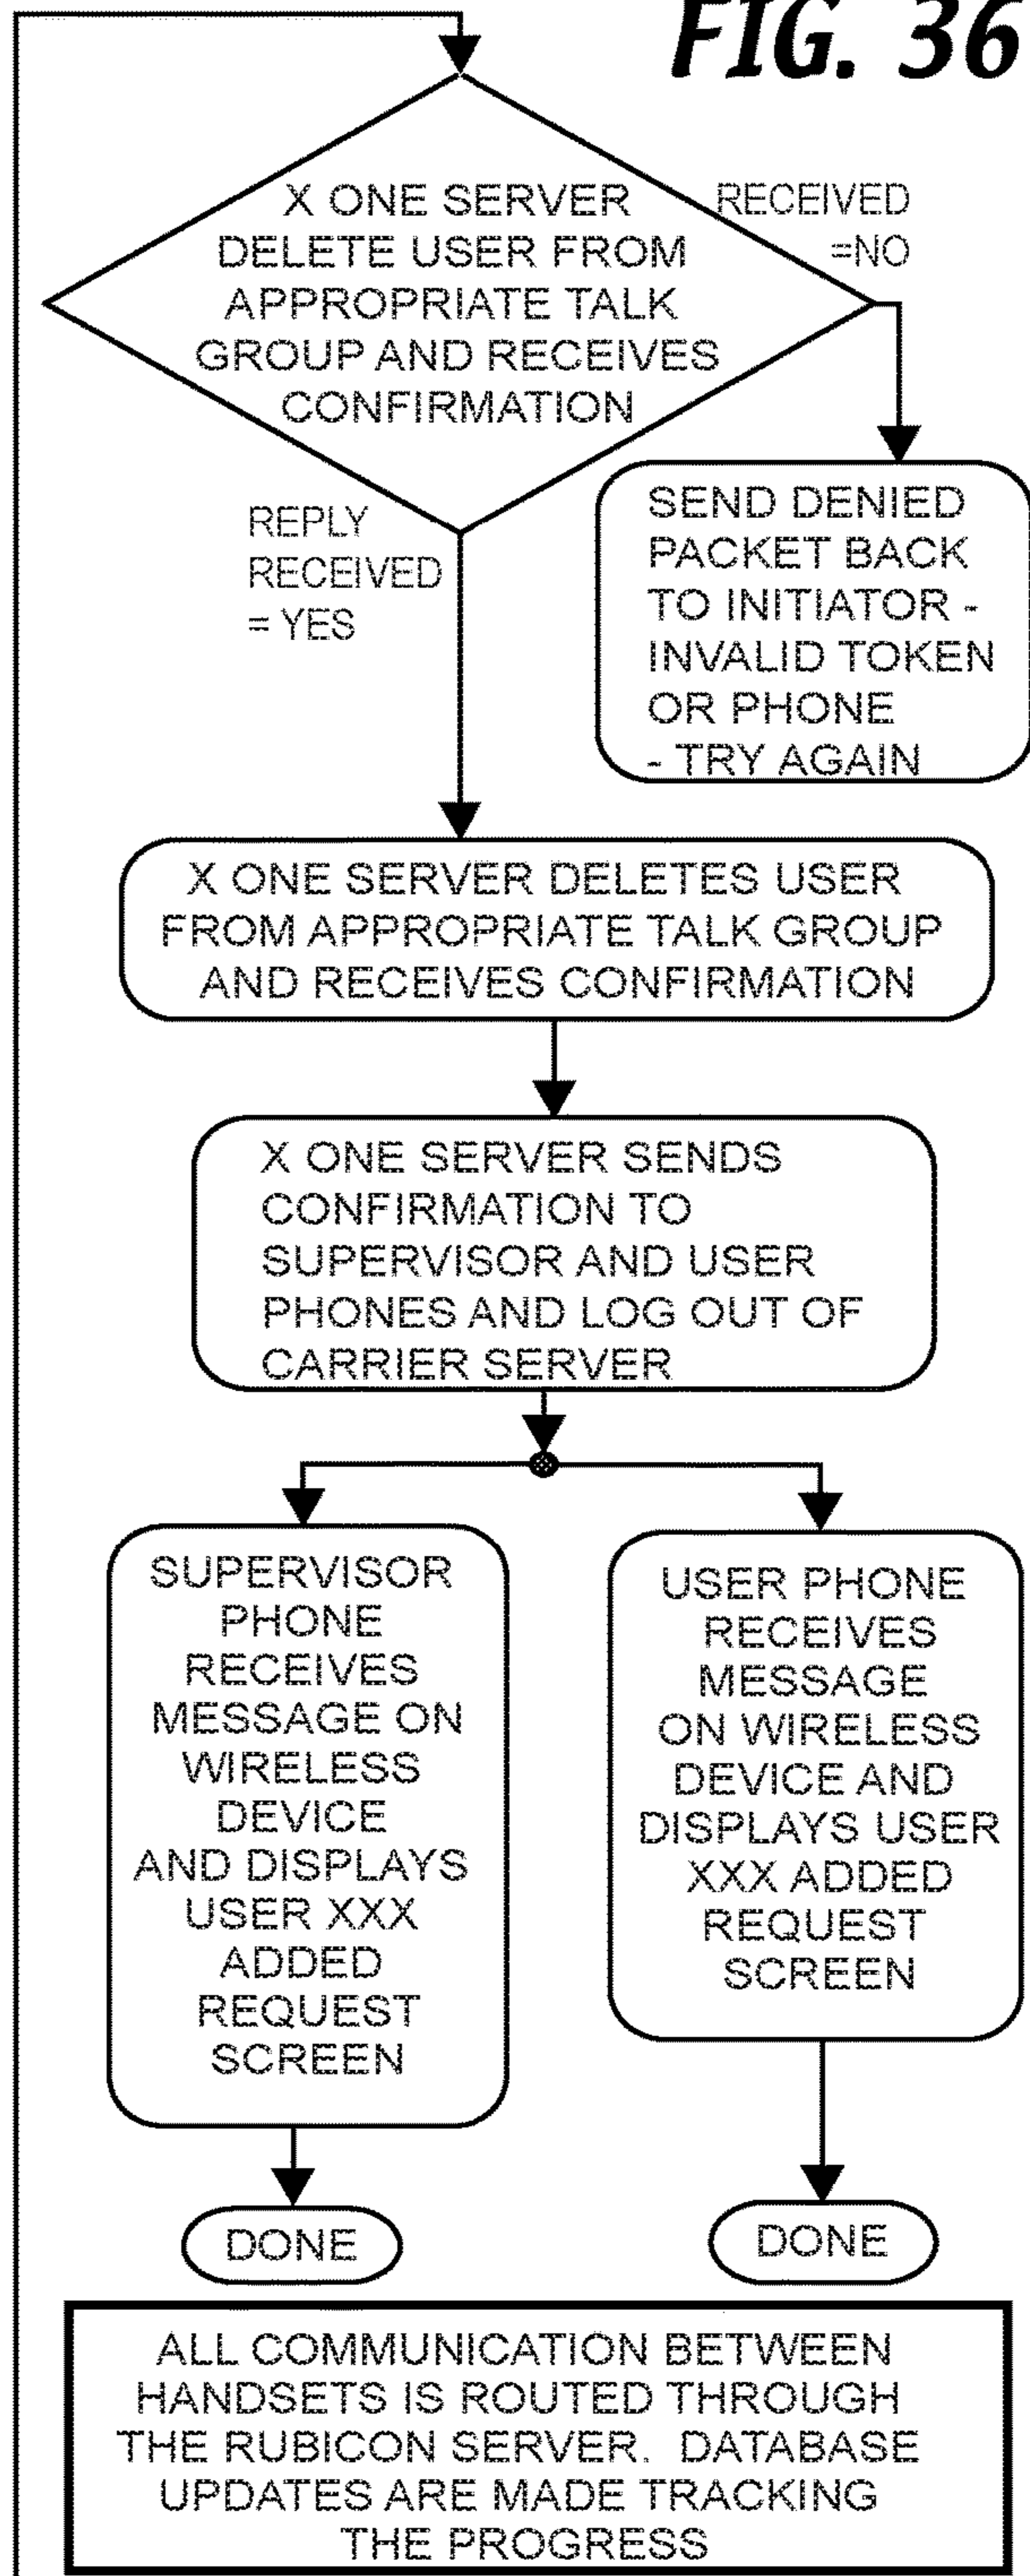 FIG. 36
X ONE SERVER
DELETE USER FROM
APPROPRIATE TALK
GROUP AND RECEIVES
CONFIRMATION
RECEIVED
=NO
REPLY
RECEIVED
= YES
SEND DENIED
PACKET BACK
TO INITIATOR -
INVALID TOKEN
OR PHONE
- TRY AGAIN
X ONE SERVER DELETES USER
FROM APPROPRIATE TALK GROUP
AND RECEIVES CONFIRMATION
X ONE SERVER SENDS
CONFIRMATION TO
SUPERVISOR AND USER
PHONES AND LOG OUT OF
CARRIER SERVER
SUPERVISOR
PHONE
RECEIVES
MESSAGE ON
WIRELESS
DEVICE
AND DISPLAYS
USER XXX
ADDED
REQUEST
SCREEN
USER PHONE
RECEIVES
MESSAGE
ON WIRELESS
DEVICE AND
DISPLAYS USER
XXX ADDED
REQUEST
SCREEN
DONE
DONE
ALL COMMUNICATION BETWEEN
HANDSETS IS ROUTED THROUGH
THE RUBICON SERVER. DATABASE
UPDATES ARE MADE TRACKING
THE PROGRESS